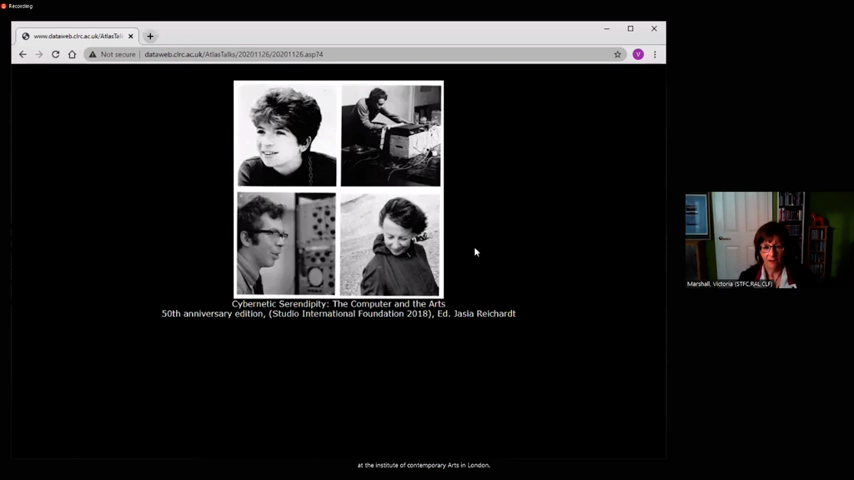 Recording
www.dataweb.clrc.ac.uk/AtlasTalks
Not secure
dataweb.clrc.ac.uk/AtlasTalks/20201126/20201126.asp?4
V
Cybernetic Serendipity: The Computer and the Arts
50th anniversary edition, (Studio International Foundation 2018), Ed. Jasia Reichardt
Marshall, Victoria (STFC,RAL,CLF)
at the institute of contemporary Arts in London.